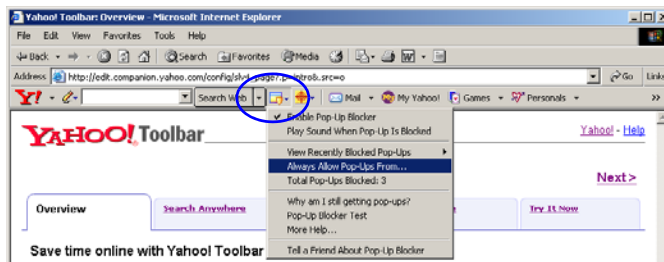 Yahoo! Toolbar: Overview - Microsoft Internet Explorer
File Edit View Favorites Tools Help
Back Search Favorites Media
Address http://edit.companion.yahoo.com/config/slv4_page?.p=intro&.src=o Go Links
Y! Search Web Mail My Yahoo! Games Personals »
Enable Pop-Up Blocker
Play Sound When Pop-Up Is Blocked
YAHOO! Toolbar
Yahoo! - Help
View Recently Blocked Pop-Ups
Always Allow Pop-Ups From...
Total Pop-Ups Blocked: 3
Next >
Why am I still getting pop-ups?
Pop-Up Blocker Test
More Help...
Overview Search Anywhere Try It Now
Tell a Friend About Pop-Up Blocker
Save time online with Yahoo! Toolbar